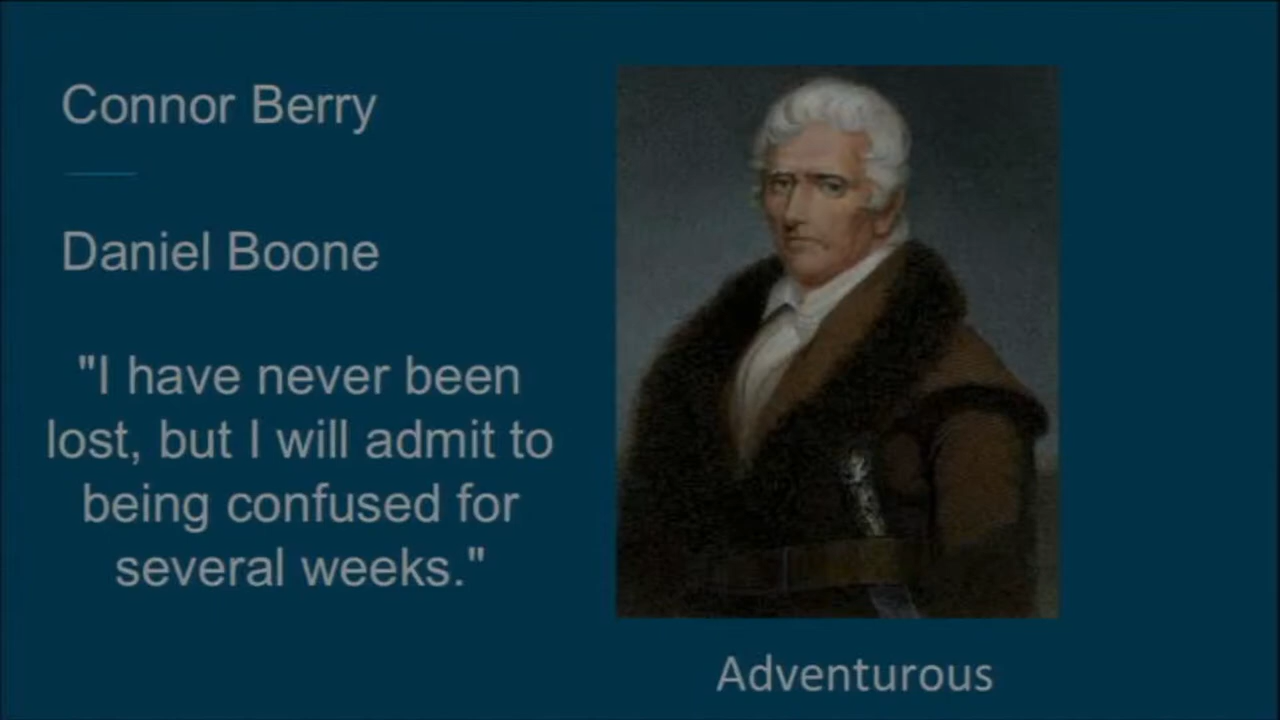 Connor Berry
Daniel Boone
"I have never been
lost, but I will admit to
being confused for
several weeks."
Adventurous